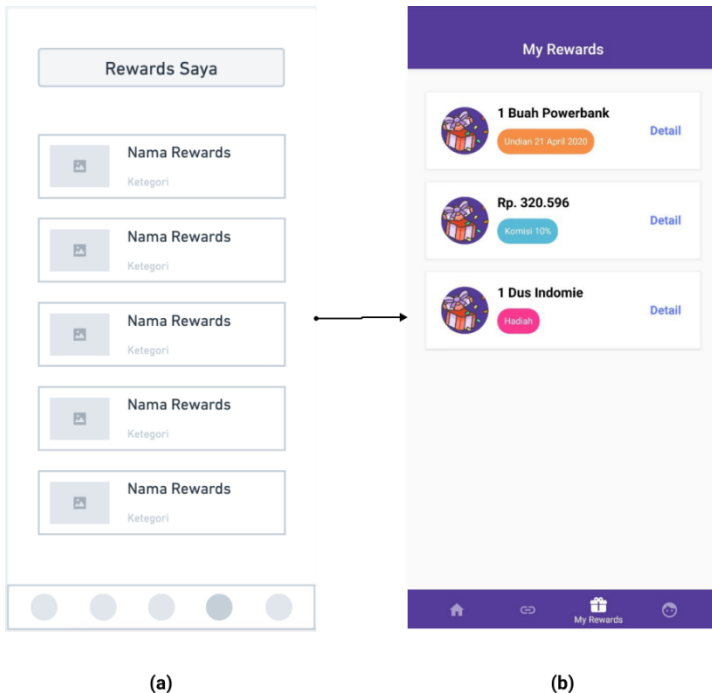 Rewards Saya
Nama Rewards
Ketegori
Nama Rewards
Ketegori
Nama Rewards
Ketegori
Nama Rewards
Ketegori
Nama Rewards
Ketegori
(a)
My Rewards
1 Buah Powerbank
Undian 21 April 2020
Detail
Rp. 320.596
Komisi 10%
Detail
1 Dus Indomie
Hadiah
Detail
My Rewards
(b)